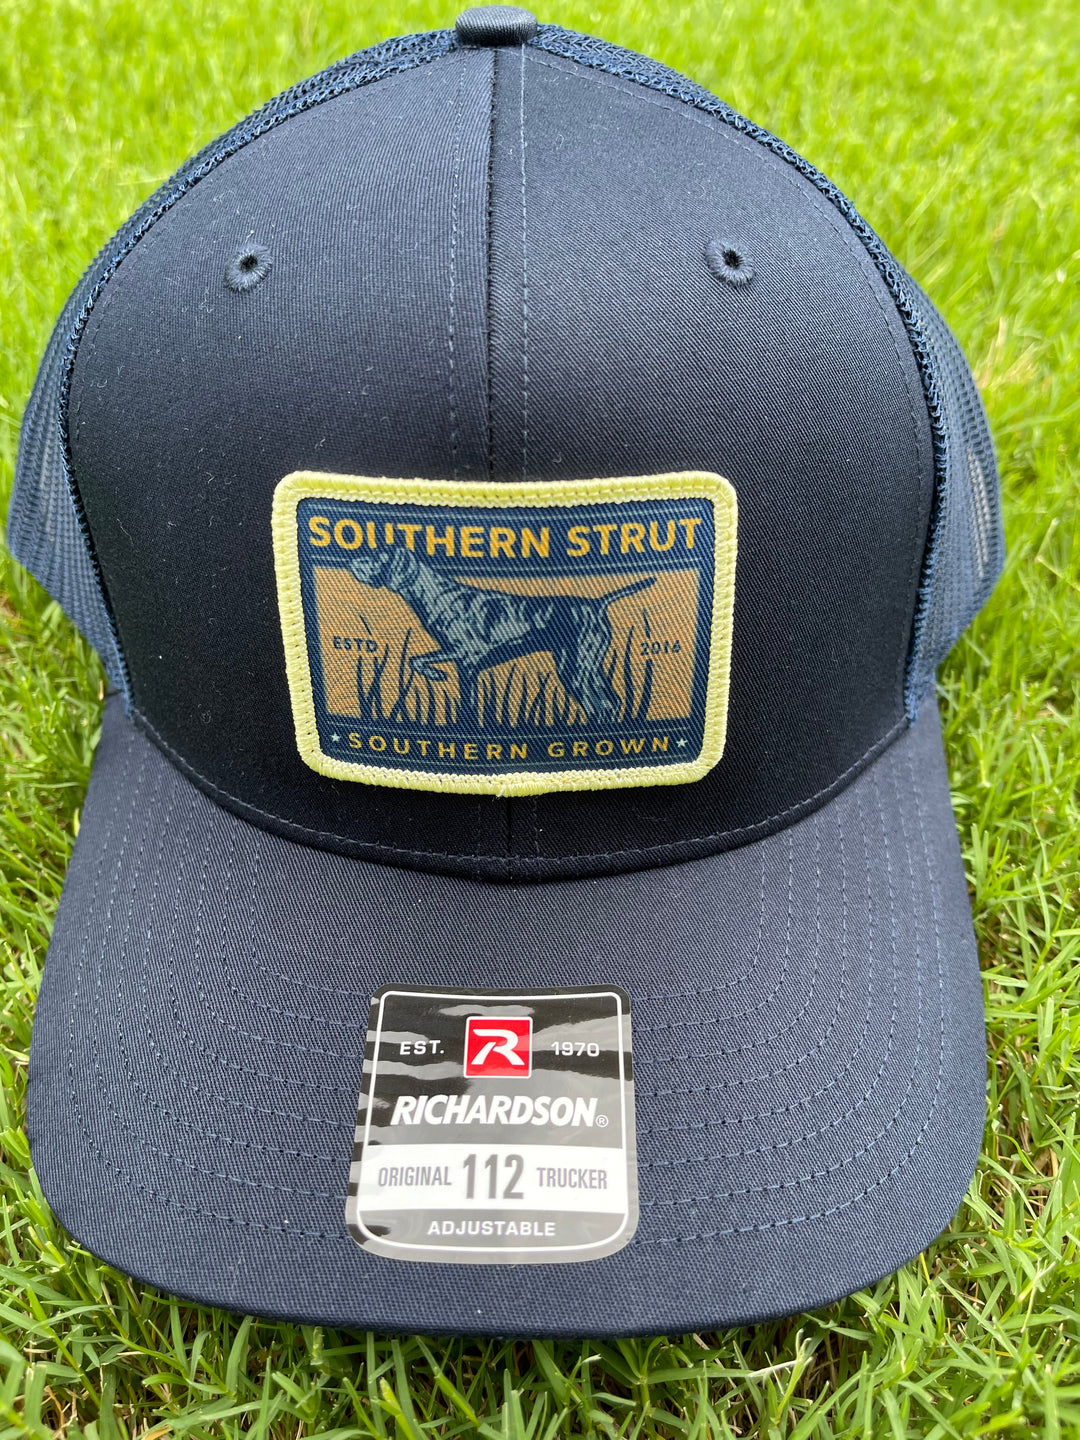 SOUTHERN STRUT
ESTD 2016
SOUTHERN GROWN
EST. R 1970
RICHARDSON®
ORIGINAL 112 TRUCKER
ADJUSTABLE